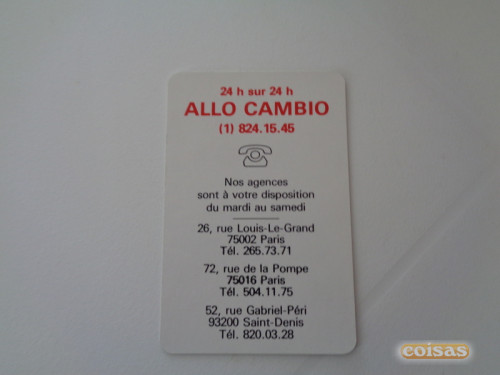 24 h sur 24 h
ALLO CAMBIO
(1) 824.15.45
Nos agences
sont à votre disposition
du mardi au samedi
26, rue Louis-Le-Grand
75002 Paris
Tél. 265.73.71
72, rue de la Pompe
75016 Paris
Tél. 504.11.75
52, rue Gabriel-Péri
93200 Saint-Denis
Tél. 820.03.28
coisas